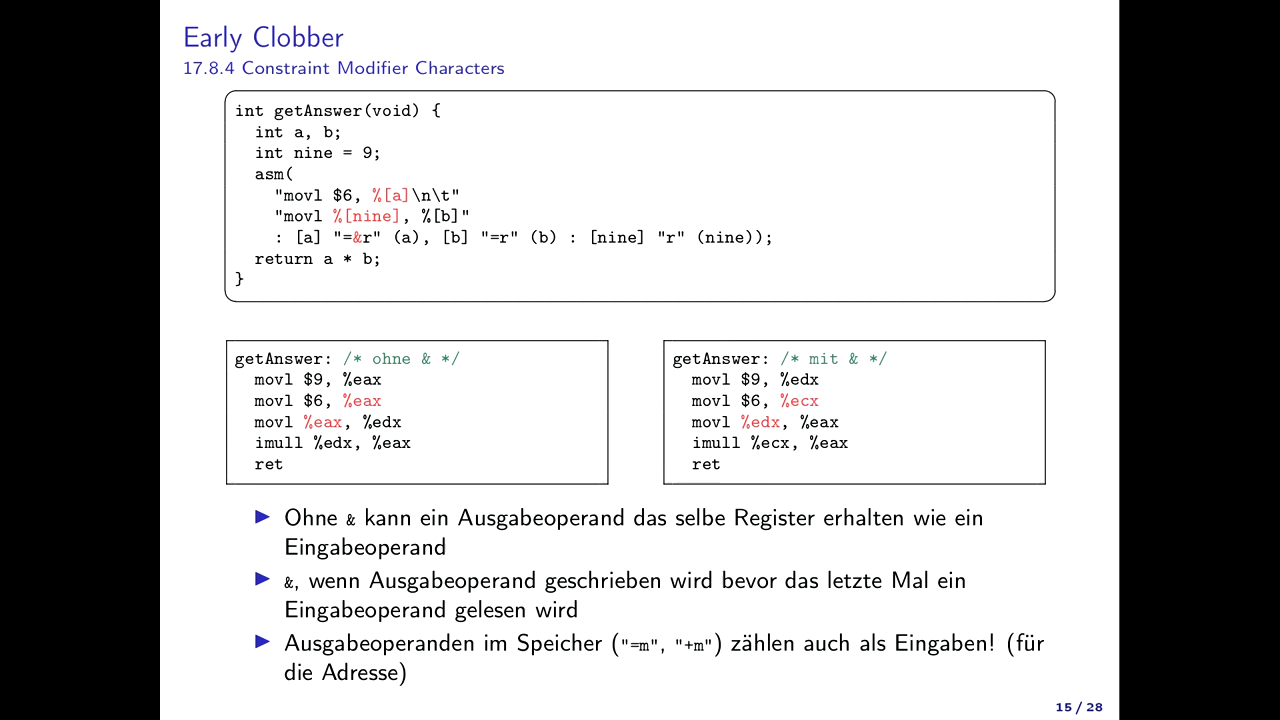 Early Clobber
17.8.4 Constraint Modifier Characters
int getAnswer(void) {
  int a, b;
  int nine = 9;
  asm(
    "movl $6, %[a]\n\t"
    "movl %[nine], %[b]"
    : [a] "=&r" (a), [b] "=r" (b) : [nine] "r" (nine));
  return a * b;
}
getAnswer: /* ohne & */
  movl $9, %eax
  movl $6, %eax
  movl %eax, %edx
  imull %edx, %eax
  ret
getAnswer: /* mit & */
  movl $9, %edx
  movl $6, %ecx
  movl %edx, %eax
  imull %ecx, %eax
  ret
▶ Ohne & kann ein Ausgabeoperand das selbe Register erhalten wie ein
Eingabeoperand
▶ &, wenn Ausgabeoperand geschrieben wird bevor das letzte Mal ein
Eingabeoperand gelesen wird
▶ Ausgabeoperanden im Speicher ("=m", "+m") zählen auch als Eingaben! (für
die Adresse)
15 / 28